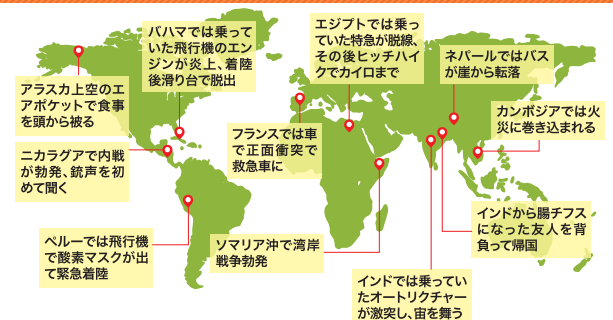 バハマでは乗って
いた飛行機のエン
ジンが炎上、着陸
後滑り台で脱出
エジプトでは乗っ
ていた特急が脱線、
その後ヒッチハイ
クでカイロまで
ネパールではバス
が崖から転落
アラスカ上空のエ
アポケットで食事
を頭から被る
カンボジアでは火
災に巻き込まれる
フランスでは車
で正面衝突で
救急車に
ニカラグアで内戦
が勃発、銃声を初
めて聞く
インドから腸チフス
になった友人を背
負って帰国
ペルーでは飛行機
で酸素マスクが出
て緊急着陸
ソマリア沖で湾岸
戦争勃発
インドでは乗ってい
たオートリクチャー
が激突し、宙を舞う